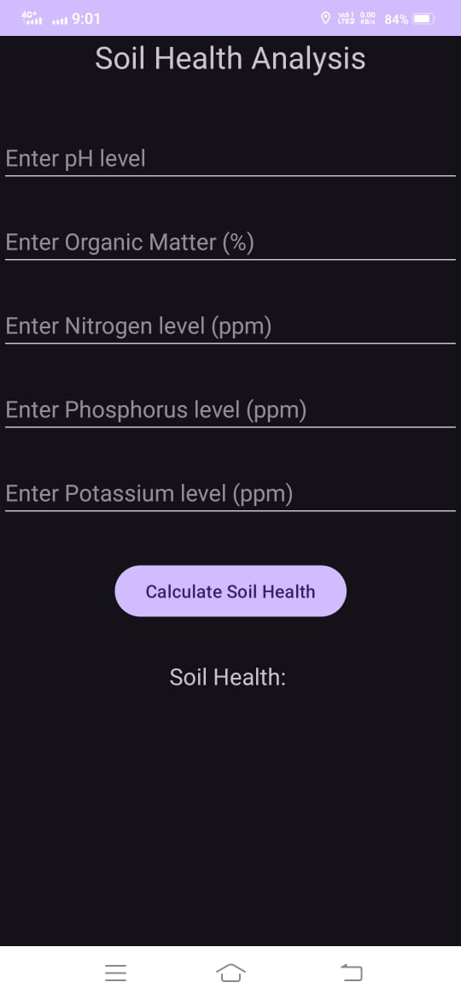 4G+ 9:01 Vo) 1 LTE2 0.00 KB/s 84%
Soil Health Analysis
Enter pH level
Enter Organic Matter (%)
Enter Nitrogen level (ppm)
Enter Phosphorus level (ppm)
Enter Potassium level (ppm)
Calculate Soil Health
Soil Health: